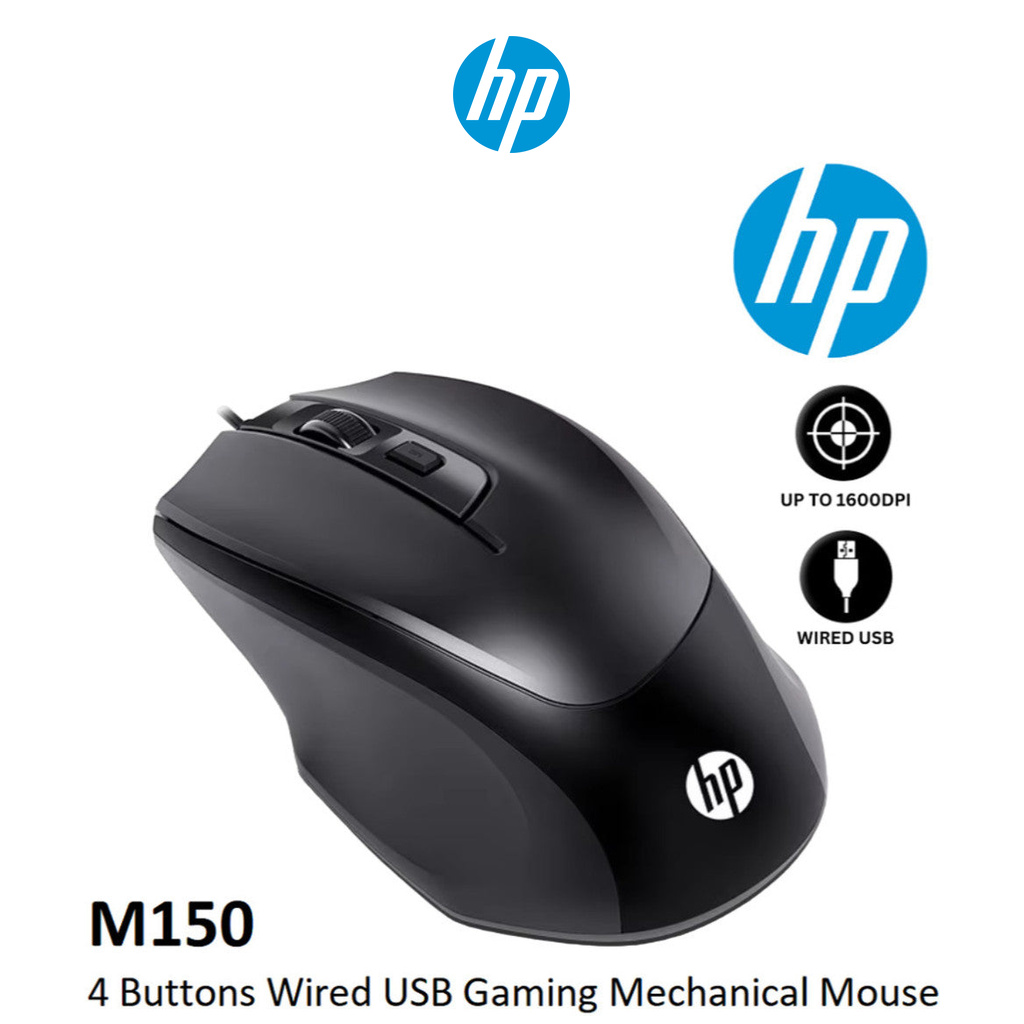 hp
hp
UP TO 1600DPI
WIRED USB
hp
M150
4 Buttons Wired USB Gaming Mechanical Mouse